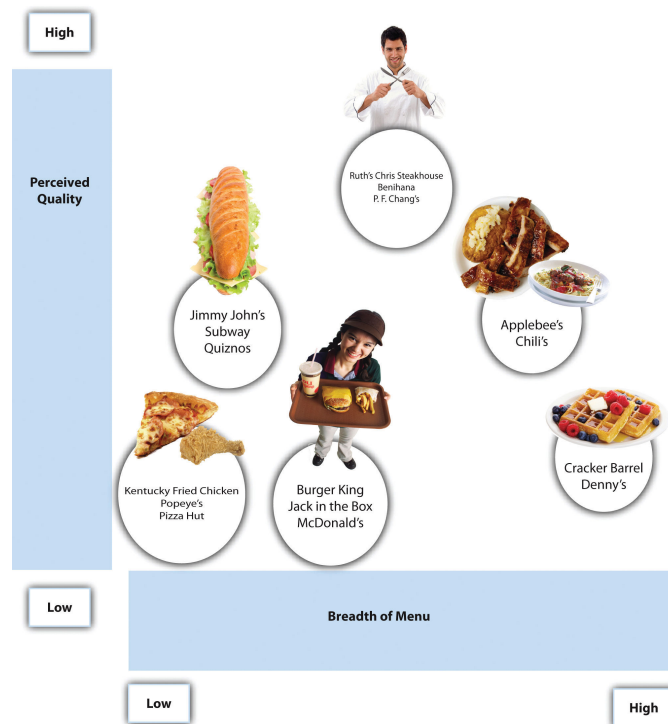 High
Perceived
Quality
Ruth's Chris Steakhouse
Benihana
P. F. Chang's
Jimmy John's
Subway
Quiznos
Applebee's
Chili's
Kentucky Fried Chicken
Popeye's
Pizza Hut
Burger King
Jack in the Box
McDonald's
Cracker Barrel
Denny's
Low
Breadth of Menu
Low
High